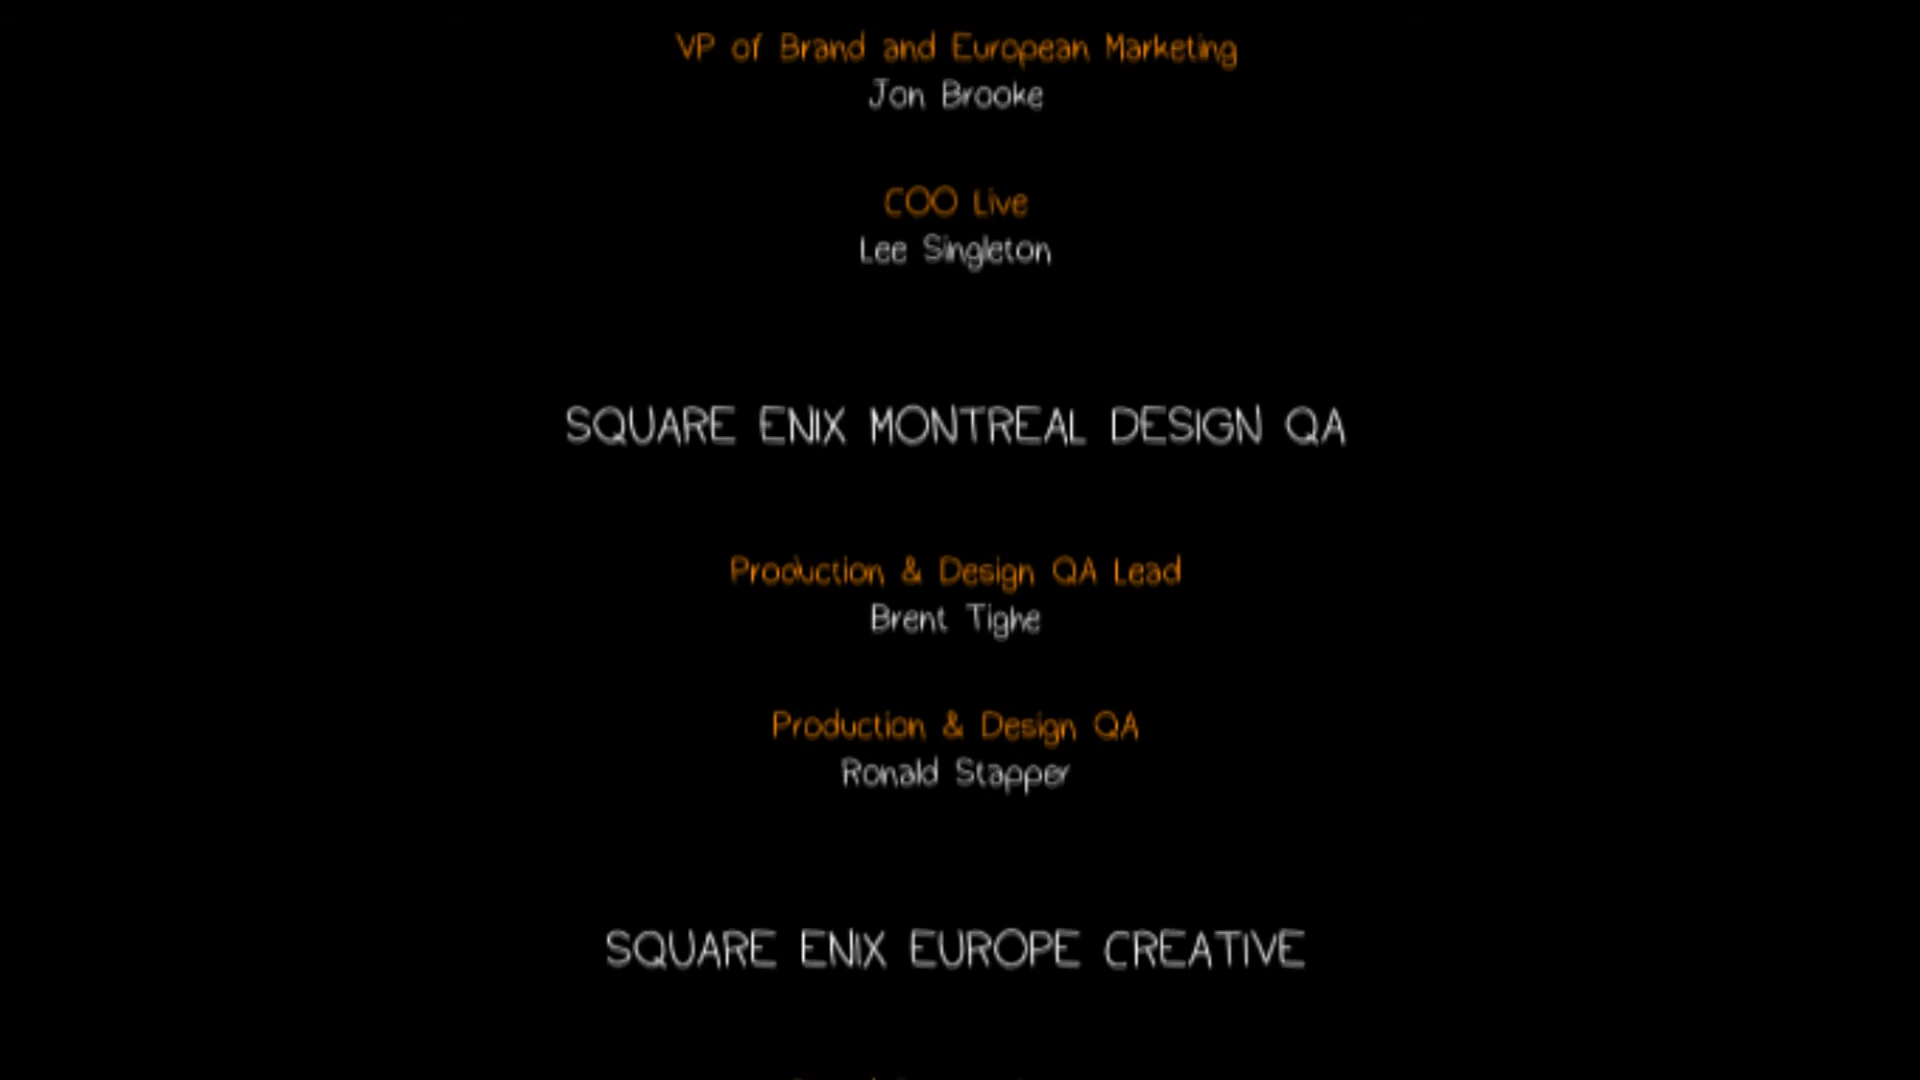 VP of Brand and European Marketing
Jon Brooke
COO Live
Lee Singleton
SQUARE ENIX MONTREAL DESIGN QA
Production & Design QA Lead
Brent Tighe
Production & Design QA
Ronald Stapper
SQUARE ENIX EUROPE CREATIVE